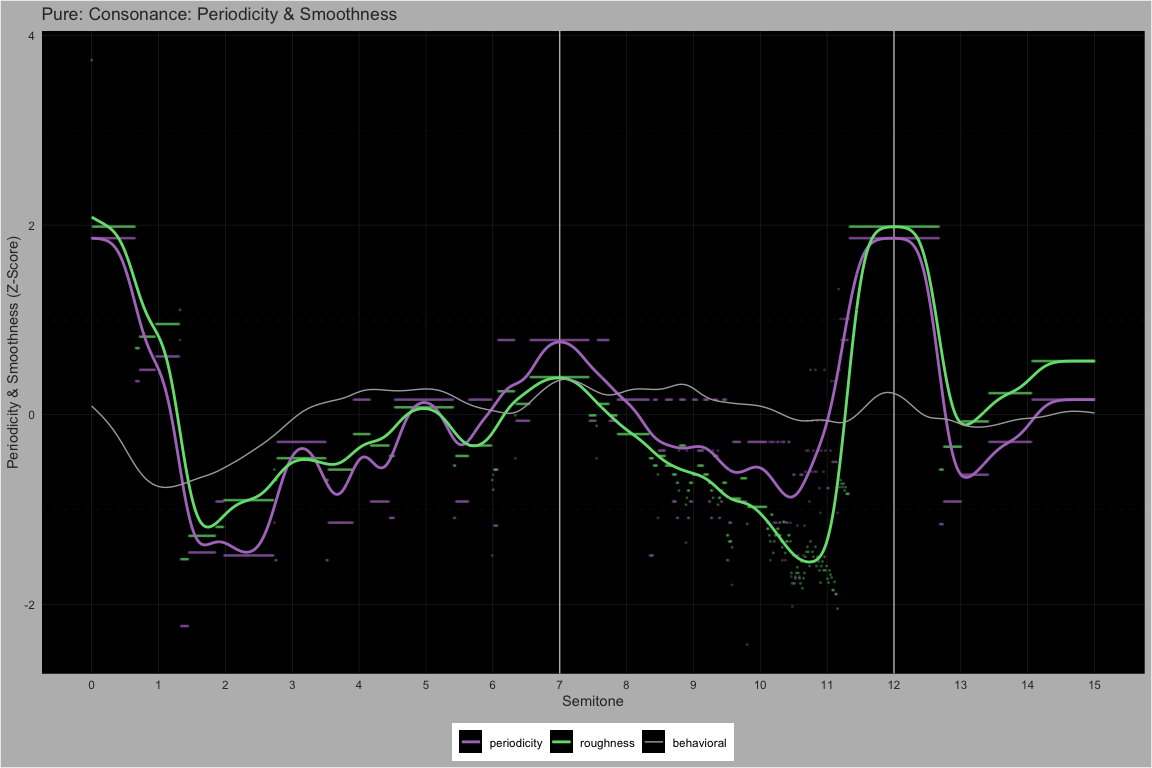 Pure: Consonance: Periodicity & Smoothness
Periodicity & Smoothness (Z-Score)
4
2
0
-2
0 1 2 3 4 5 6 7 8 9 10 11 12 13 14 15
Semitone
periodicity roughness behavioral